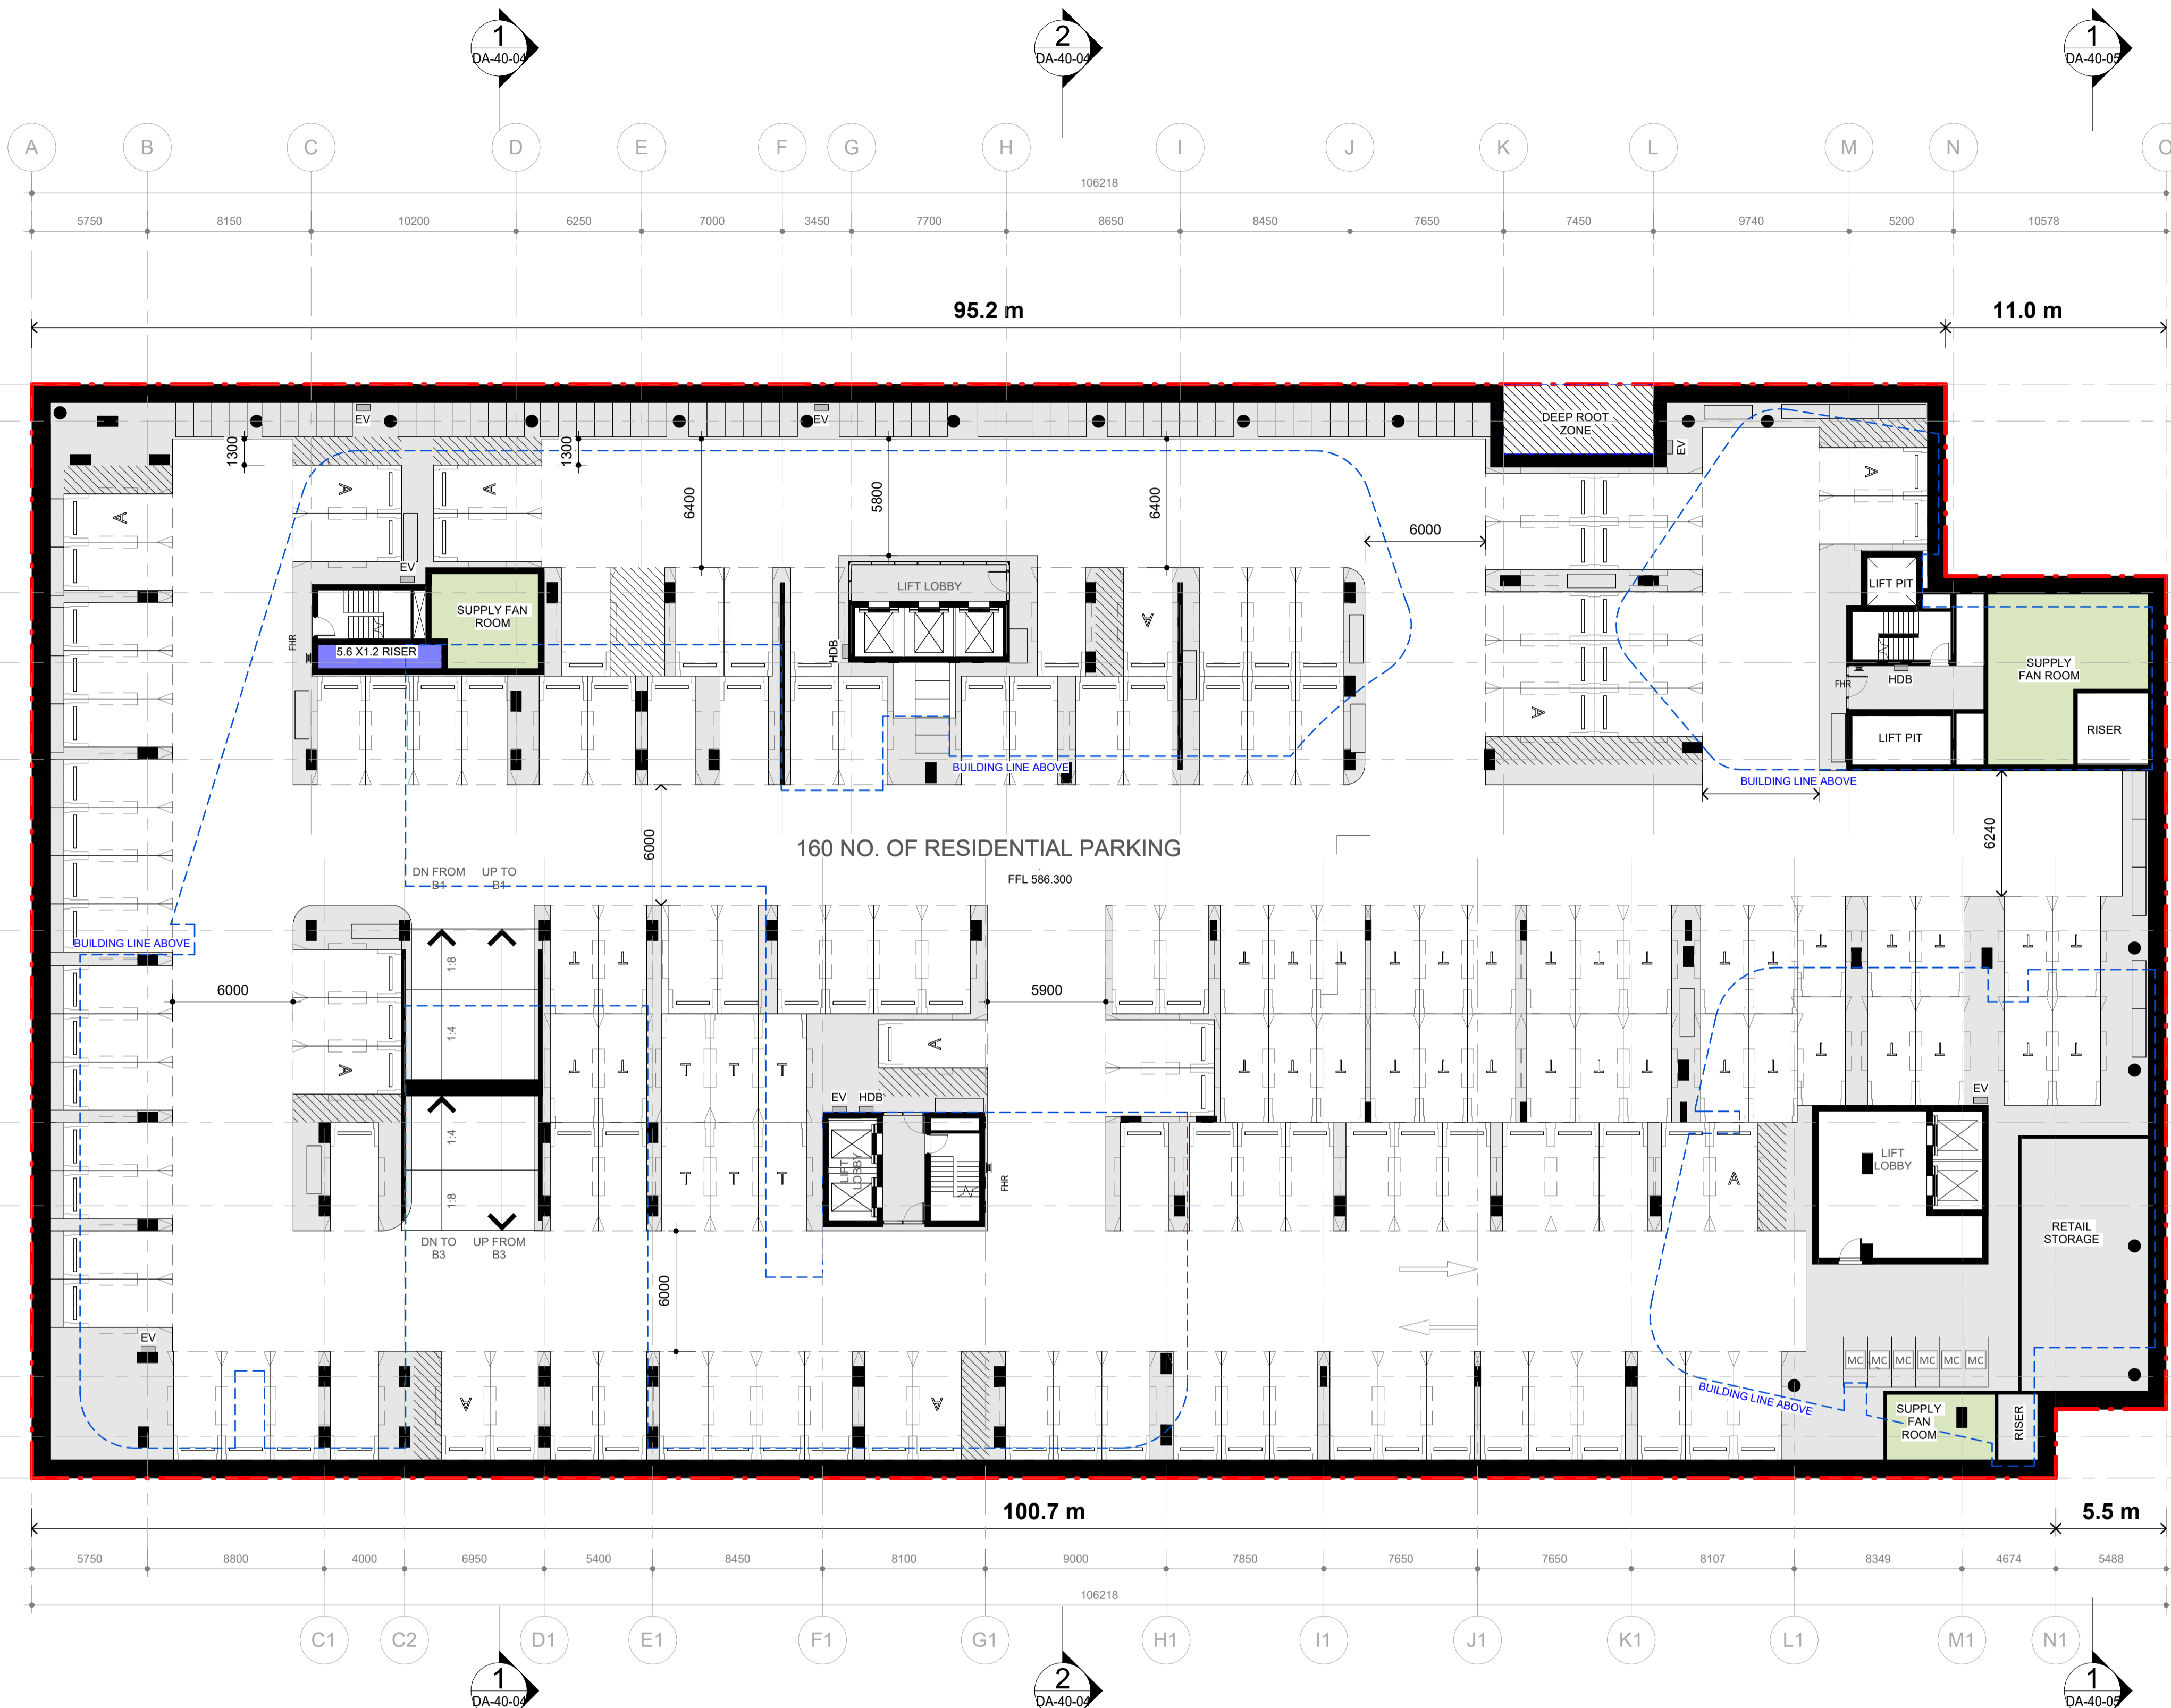 1
DA-40-04
2
DA-40-04
1
DA-40-05
A B C D E F G H I J K L M N
106218
5750 8150 10200 6250 7000 3450 7700 8650 8450 7650 7450 9740 5200 10578
95.2 m
11.0 m
DEEP ROOT
ZONE
EV
EV
EV
1300
1300
6400
5800
6400
6000
A
A
A
A
EV
LIFT LOBBY
LIFT PIT
SUPPLY FAN
ROOM
A
FHR
5.6 X1.2 RISER
HDB
SUPPLY
FAN ROOM
FHR
HDB
A
RISER
LIFT PIT
BUILDING LINE ABOVE
BUILDING LINE ABOVE
6000
6240
160 NO. OF RESIDENTIAL PARKING
FFL 586.300
DN FROM
B1
UP TO
B1
BUILDING LINE ABOVE
1:8
6000
5900
T T T T T T T T T T T T T T T T T T T
1:4
A
A
T T T T T T T T T T T T T T T T T T T T T T
EV
HDB
EV
1:4
LIFT
LOBBY
LIFT
LOBBY
1:8
T T T
A
FHR
RETAIL
STORAGE
DN TO
B3
UP FROM
B3
6000
EV
MC MC MC MC MC MC
A
A
BUILDING LINE ABOVE
SUPPLY
FAN
ROOM
RISER
100.7 m
5.5 m
5750 8800 4000 6950 5400 8450 8100 9000 7850 7650 7650 8107 8349 4674 5488
106218
C1 C2 D1 E1 F1 G1 H1 I1 J1 K1 L1 M1 N1
1
DA-40-04
2
DA-40-04
1
DA-40-05